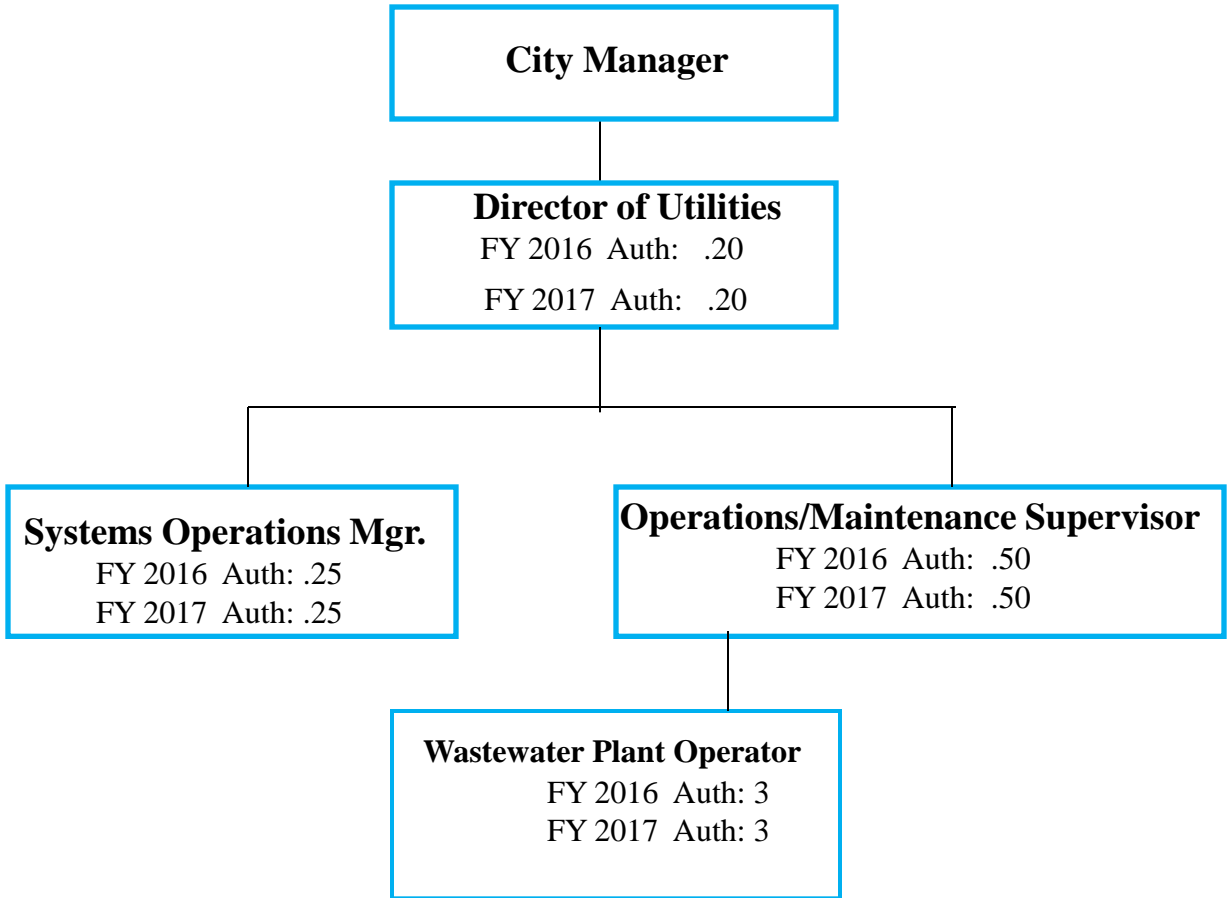 City Manager
Director of Utilities
FY 2016 Auth: .20
FY 2017 Auth: .20
Systems Operations Mgr.
FY 2016 Auth: .25
FY 2017 Auth: .25
Operations/Maintenance Supervisor
FY 2016 Auth: .50
FY 2017 Auth: .50
Wastewater Plant Operator
FY 2016 Auth: 3
FY 2017 Auth: 3